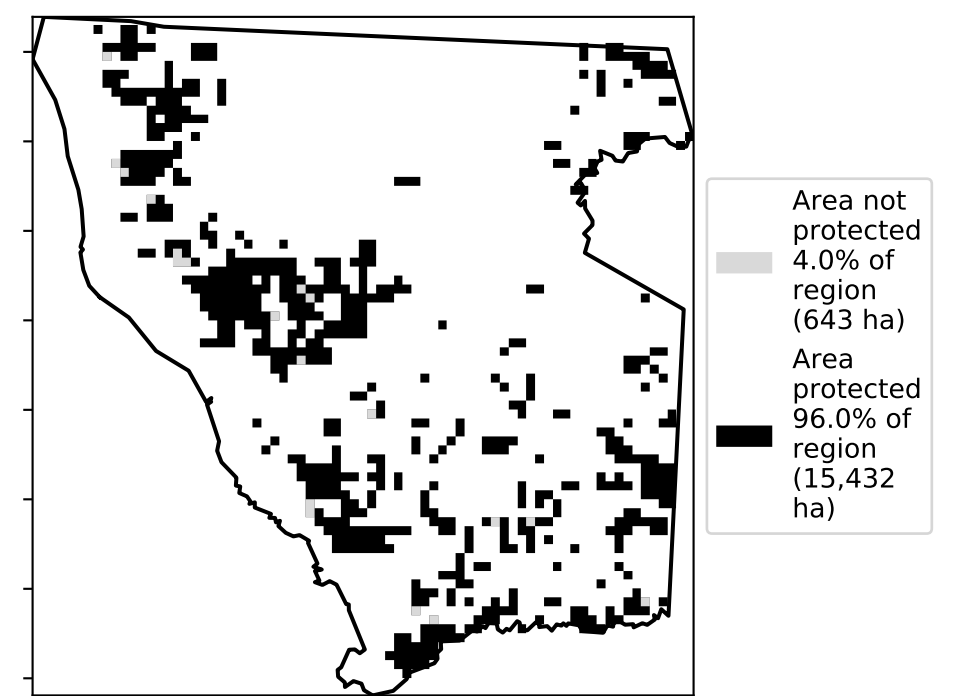 Area not
protected
4.0% of
region
(643 ha)
Area
protected
96.0% of
region
(15,432
ha)